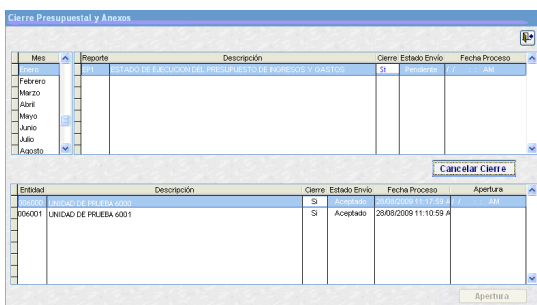 Cierre Presupuestal y Anexos
Mes
Enero
Febrero
Marzo
Abril
Mayo
Junio
Julio
Agosto
Reporte Descripción Cierre Estado Envío Fecha Proceso
EP1 ESTADO DE EJECUCION DEL PRESUPUESTO DE INGRESOS Y GASTOS Si Pendiente / / : : AM
Cancelar Cierre
Entidad Descripción Cierre Estado Envío Fecha Proceso Apertura
006000 UNIDAD DE PRUEBA 6000 Si Aceptado 28/08/2009 11:17:59 A / / : : AM
006001 UNIDAD DE PRUEBA 6001 Si Aceptado 28/08/2009 11:10:59 A
Apertura